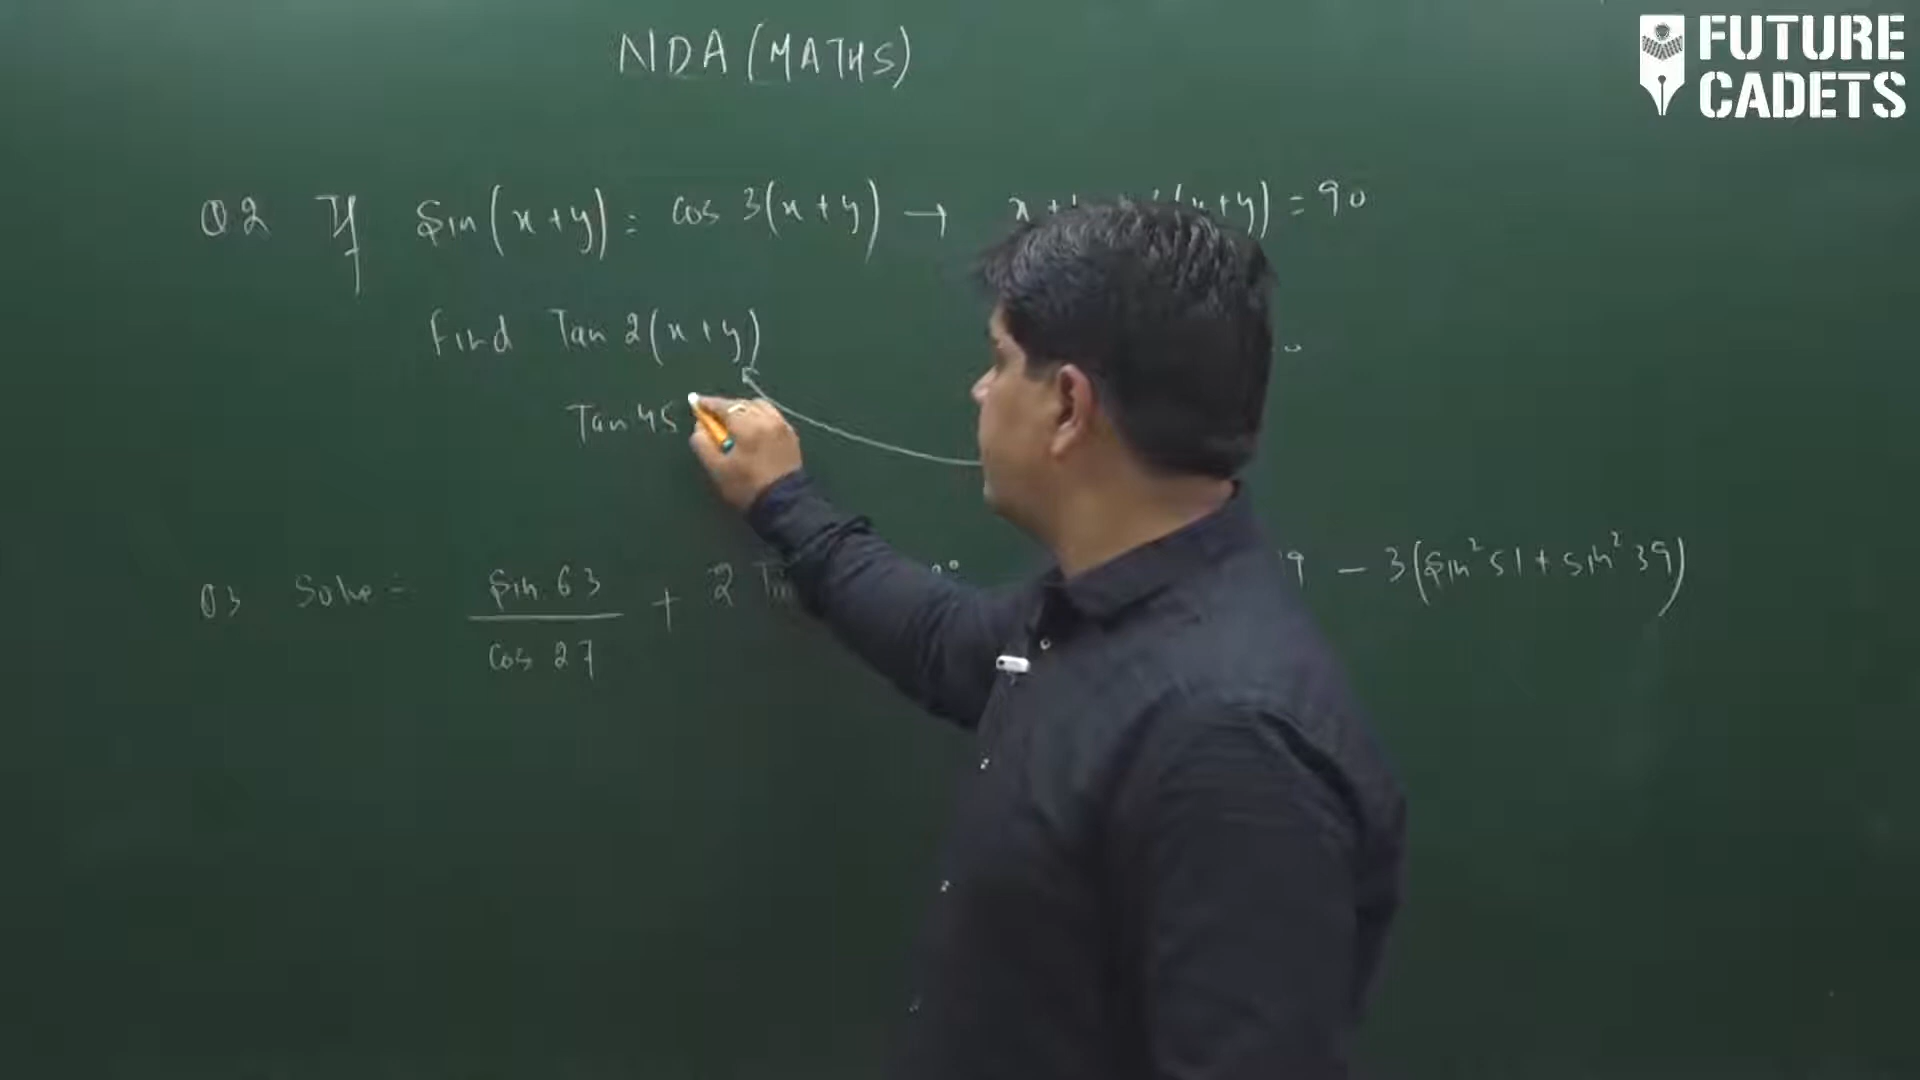 NDA (MATHS)
FUTURE
CADETS
Q2 If Sin (x+y) = cos 3(x+y) → x+y (x+y) = 90
Find Tan 2(x+y)
Tan 45
Q3 Solve = Sin 63 / cos 27 + 2 9 - 3(Sin² 51 + sin² 39)